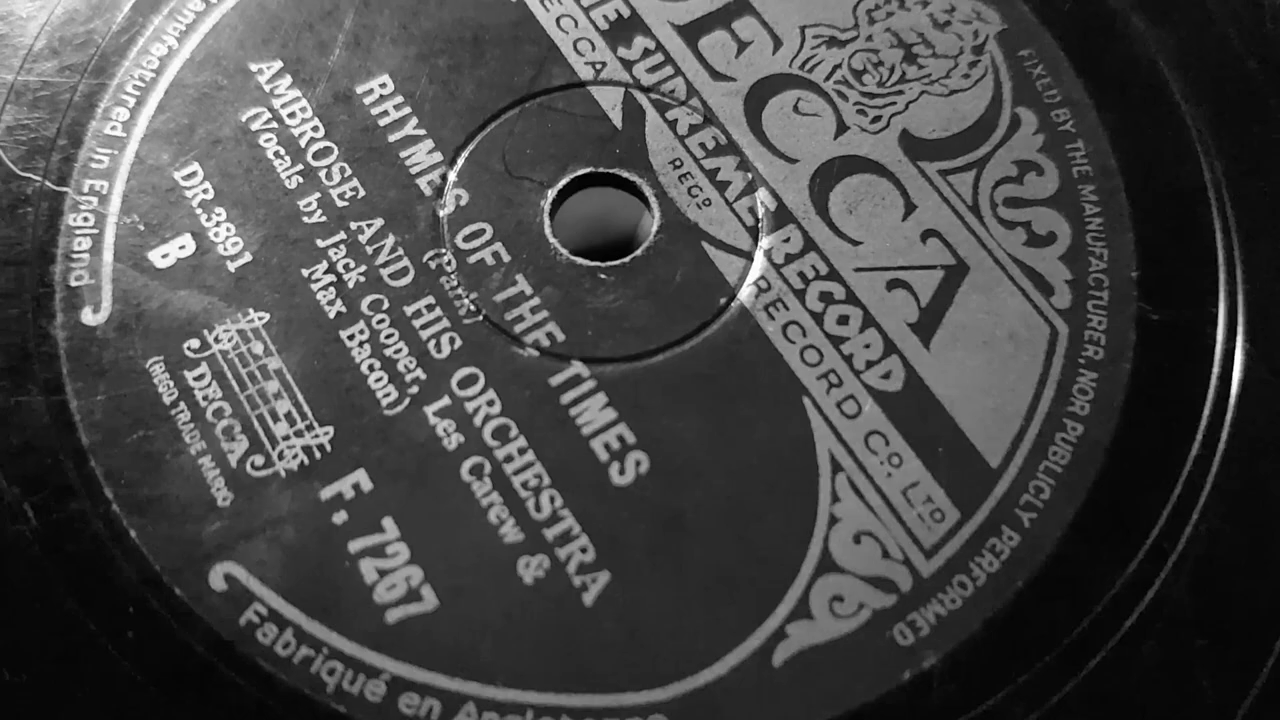 DECCA
THE SUPREME RECORD
DECCA RECORD Cº. LTD
REGᴰ
RHYMES OF THE TIMES
(Park)
AMBROSE AND HIS ORCHESTRA
(Vocals by Jack Cooper, Les Carew &
Max Bacon)
DR.3891
B
DECCA
(REGD. TRADE MARK)
F. 7267
Manufactured in England
Fabriqué en Angleterre
FIXED BY THE MANUFACTURER, NOR PUBLICLY PERFORMED